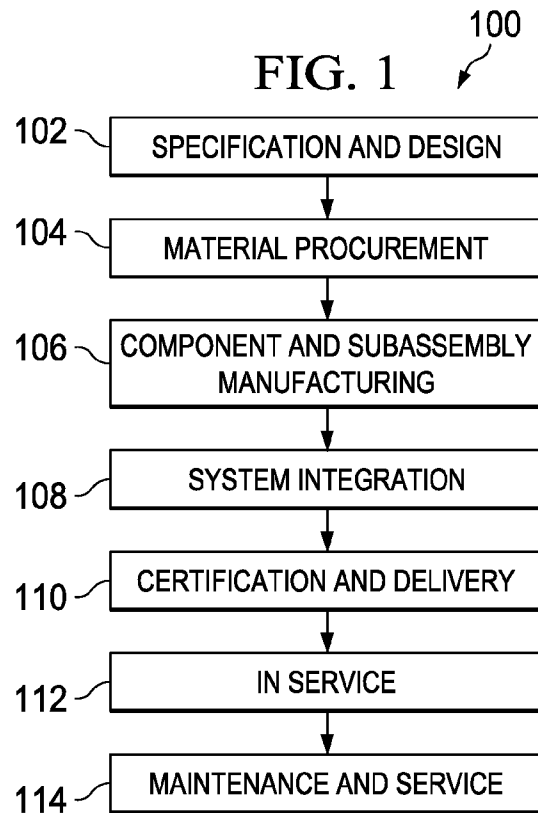 100
FIG. 1
102
SPECIFICATION AND DESIGN
104
MATERIAL PROCUREMENT
106
COMPONENT AND SUBASSEMBLY
MANUFACTURING
108
SYSTEM INTEGRATION
110
CERTIFICATION AND DELIVERY
112
IN SERVICE
114
MAINTENANCE AND SERVICE